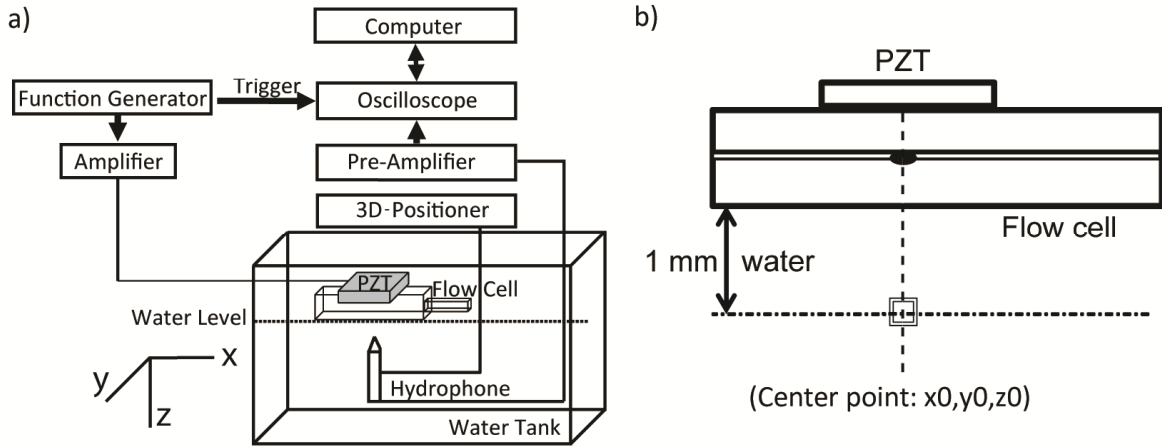 a)
Computer
Function Generator
Trigger
Oscilloscope
Amplifier
Pre-Amplifier
3D-Positioner
PZT
Flow Cell
Water Level
x
y
z
Hydrophone
Water Tank
b)
PZT
Flow cell
1 mm water
(Center point: x0,y0,z0)